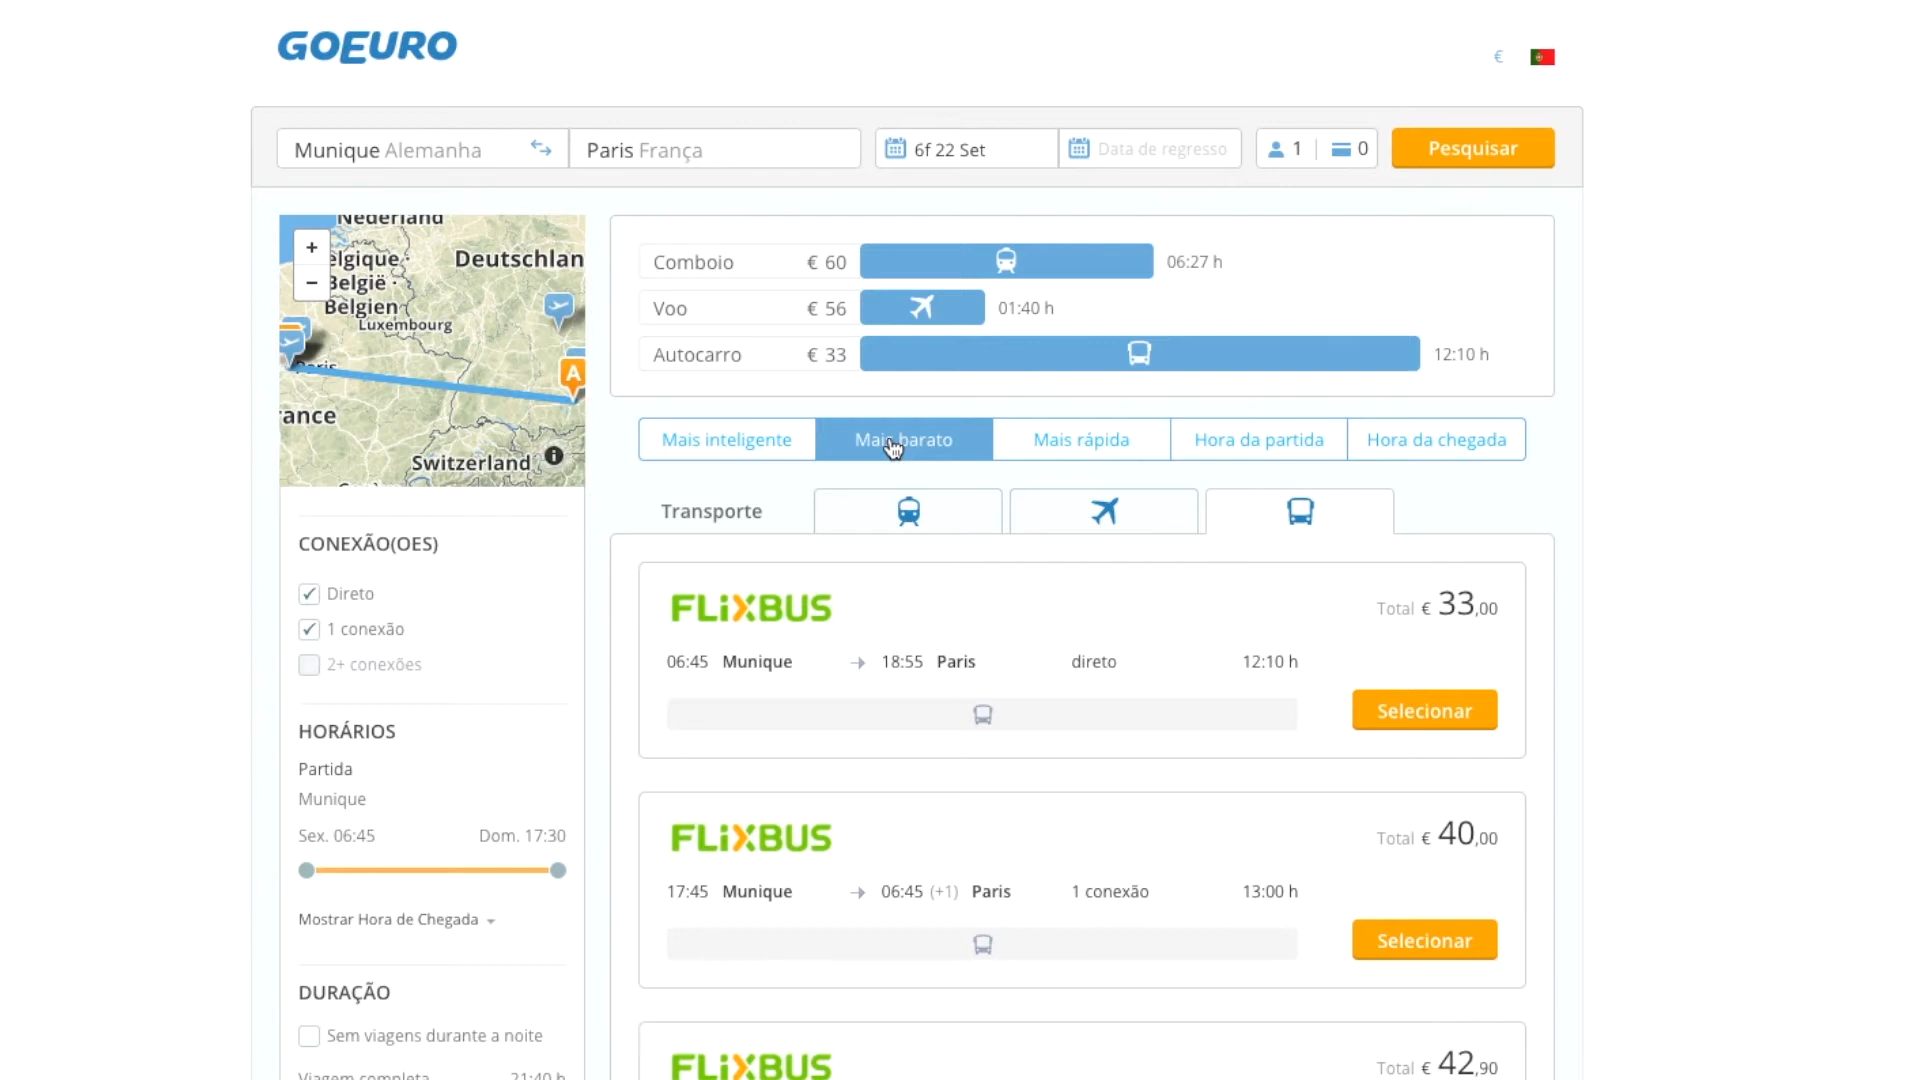 GOEURO
€
Munique Alemanha
Paris França
6f 22 Set
Data de regresso
1
0
Pesquisar
Nederland
Deutschlan
elgique ·
België ·
Belgien
Luxembourg
Paris
A
ance
Switzerland
+
−
Comboio € 60 06:27 h
Voo € 56 01:40 h
Autocarro € 33 12:10 h
Mais inteligente
Mais barato
Mais rápida
Hora da partida
Hora da chegada
Transporte
CONEXÃO(OES)
Direto
1 conexão
2+ conexões
HORÁRIOS
Partida
Munique
Sex. 06:45 Dom. 17:30
Mostrar Hora de Chegada
DURAÇÃO
Sem viagens durante a noite
Viagem completa 21:40 h
FLiXBUS
Total € 33,00
06:45 Munique → 18:55 Paris direto 12:10 h
Selecionar
FLiXBUS
Total € 40,00
17:45 Munique → 06:45 (+1) Paris 1 conexão 13:00 h
Selecionar
FLiXBUS
Total € 42,90